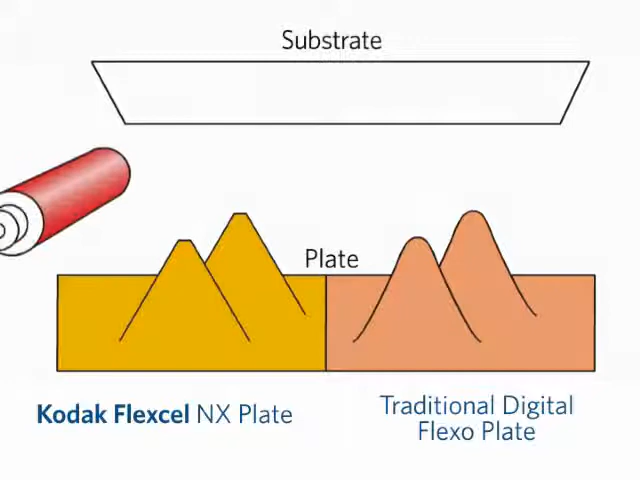 Substrate
Plate
Kodak Flexcel NX Plate
Traditional Digital
Flexo Plate